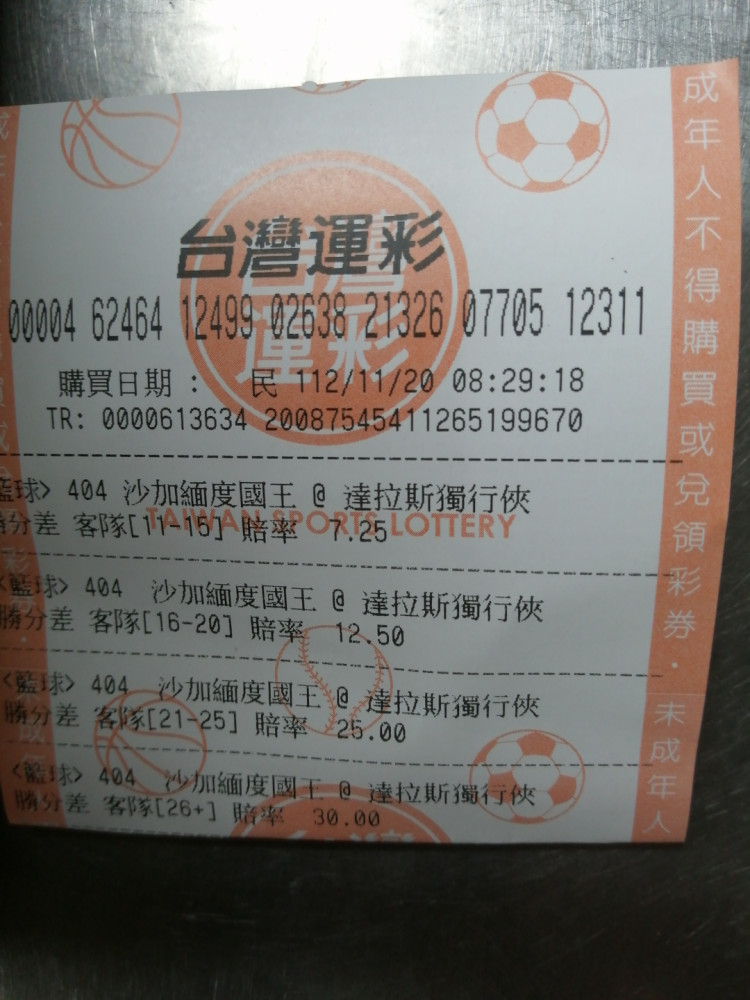 台灣運彩
00004 62464 12499 02638 21326 07705 12311
購買日期： 民 112/11/20 08:29:18
TR: 0000613634 200875454411265199670
籃球> 404 沙加緬度國王 @ 達拉斯獨行俠
勝分差 客隊[11-15] 賠率 7.25
TAIWAN SPORTS LOTTERY
<籃球> 404 沙加緬度國王 @ 達拉斯獨行俠
勝分差 客隊[16-20] 賠率 12.50
<籃球> 404 沙加緬度國王 @ 達拉斯獨行俠
勝分差 客隊[21-25] 賠率 25.00
<籃球> 404 沙加緬度國王 @ 達拉斯獨行俠
勝分差 客隊[26+] 賠率 30.00
台灣運彩
成年人不得購買或兌領彩券．未成年人